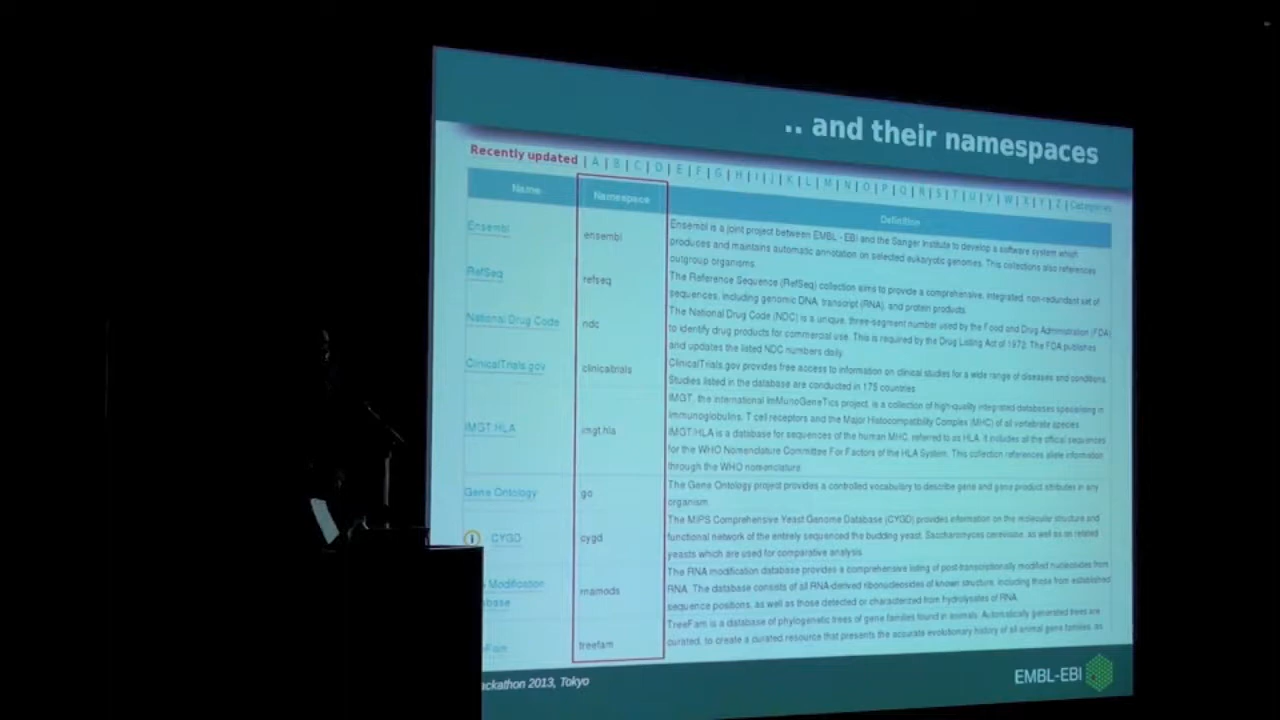 .. and their namespaces
Recently updated | A | B | C | D | E | F | G | H | I | J | K | L | M | N | O | P | Q | R | S | T | U | V | W | X | Y | Z | Categories
Name Namespace Definition
Ensembl ensembl
Ensembl is a joint project between EMBL - EBI and the Sanger Institute to develop a software system which
produces and maintains automatic annotation on selected eukaryotic genomes. This collections also references
outgroup organisms.
RefSeq refseq
The Reference Sequence (RefSeq) collection aims to provide a comprehensive, integrated, non-redundant set of
sequences, including genomic DNA, transcript (RNA), and protein products.
National Drug Code ndc
The National Drug Code (NDC) is a unique, three-segment number used by the Food and Drug Administration (FDA)
to identify drug products for commercial use. This is required by the Drug Listing Act of 1972. The FDA publishes
and updates the listed NDC numbers daily.
ClinicalTrials.gov clinicaltrials
ClinicalTrials.gov provides free access to information on clinical studies for a wide range of diseases and conditions.
Studies listed in the database are conducted in 175 countries
IMGT HLA imgt.hla
IMGT, the international ImMunoGeneTics project, is a collection of high-quality integrated databases specialising in
Immunoglobulins, T cell receptors and the Major Histocompatibility Complex (MHC) of all vertebrate species.
IMGT/HLA is a database for sequences of the human MHC, referred to as HLA. It includes all the official sequences
for the WHO Nomenclature Committee For Factors of the HLA System. This collection references allele information
through the WHO nomenclature.
Gene Ontology go
The Gene Ontology project provides a controlled vocabulary to describe gene and gene product attributes in any
organism.
CYGD cygd
The MIPS Comprehensive Yeast Genome Database (CYGD) provides information on the molecular structure and
functional network of the entirely sequenced, the budding yeast, Saccharomyces cerevisiae, as well as on related
yeasts which are used for comparative analysis.
Modification
rnamods
The RNA modification database provides a comprehensive listing of post-transcriptionally modified nucleosides from
RNA. The database consists of all RNA-derived ribonucleosides of known structure, including those from established
sequence positions, as well as those detected or characterized from hydrolysates of RNA.
treefam
TreeFam is a database of phylogenetic trees of gene families found in animals. Automatically generated trees are
curated, to create a curated resource that presents the accurate evolutionary history of all animal gene families, as
ackathon 2013, Tokyo
EMBL-EBI